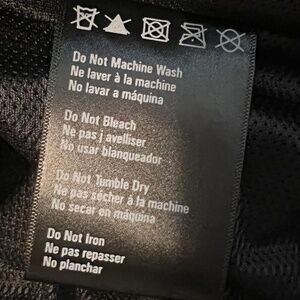 Do Not Machine Wash
Ne laver à la machine
No lavar a máquina
Do Not Bleach
Ne pas j avelliser
No usar blanqueador
Do Not Tumble Dry
Ne pas sécher à la machine
No secar en máquina
Do Not Iron
Ne pas repasser
No planchar